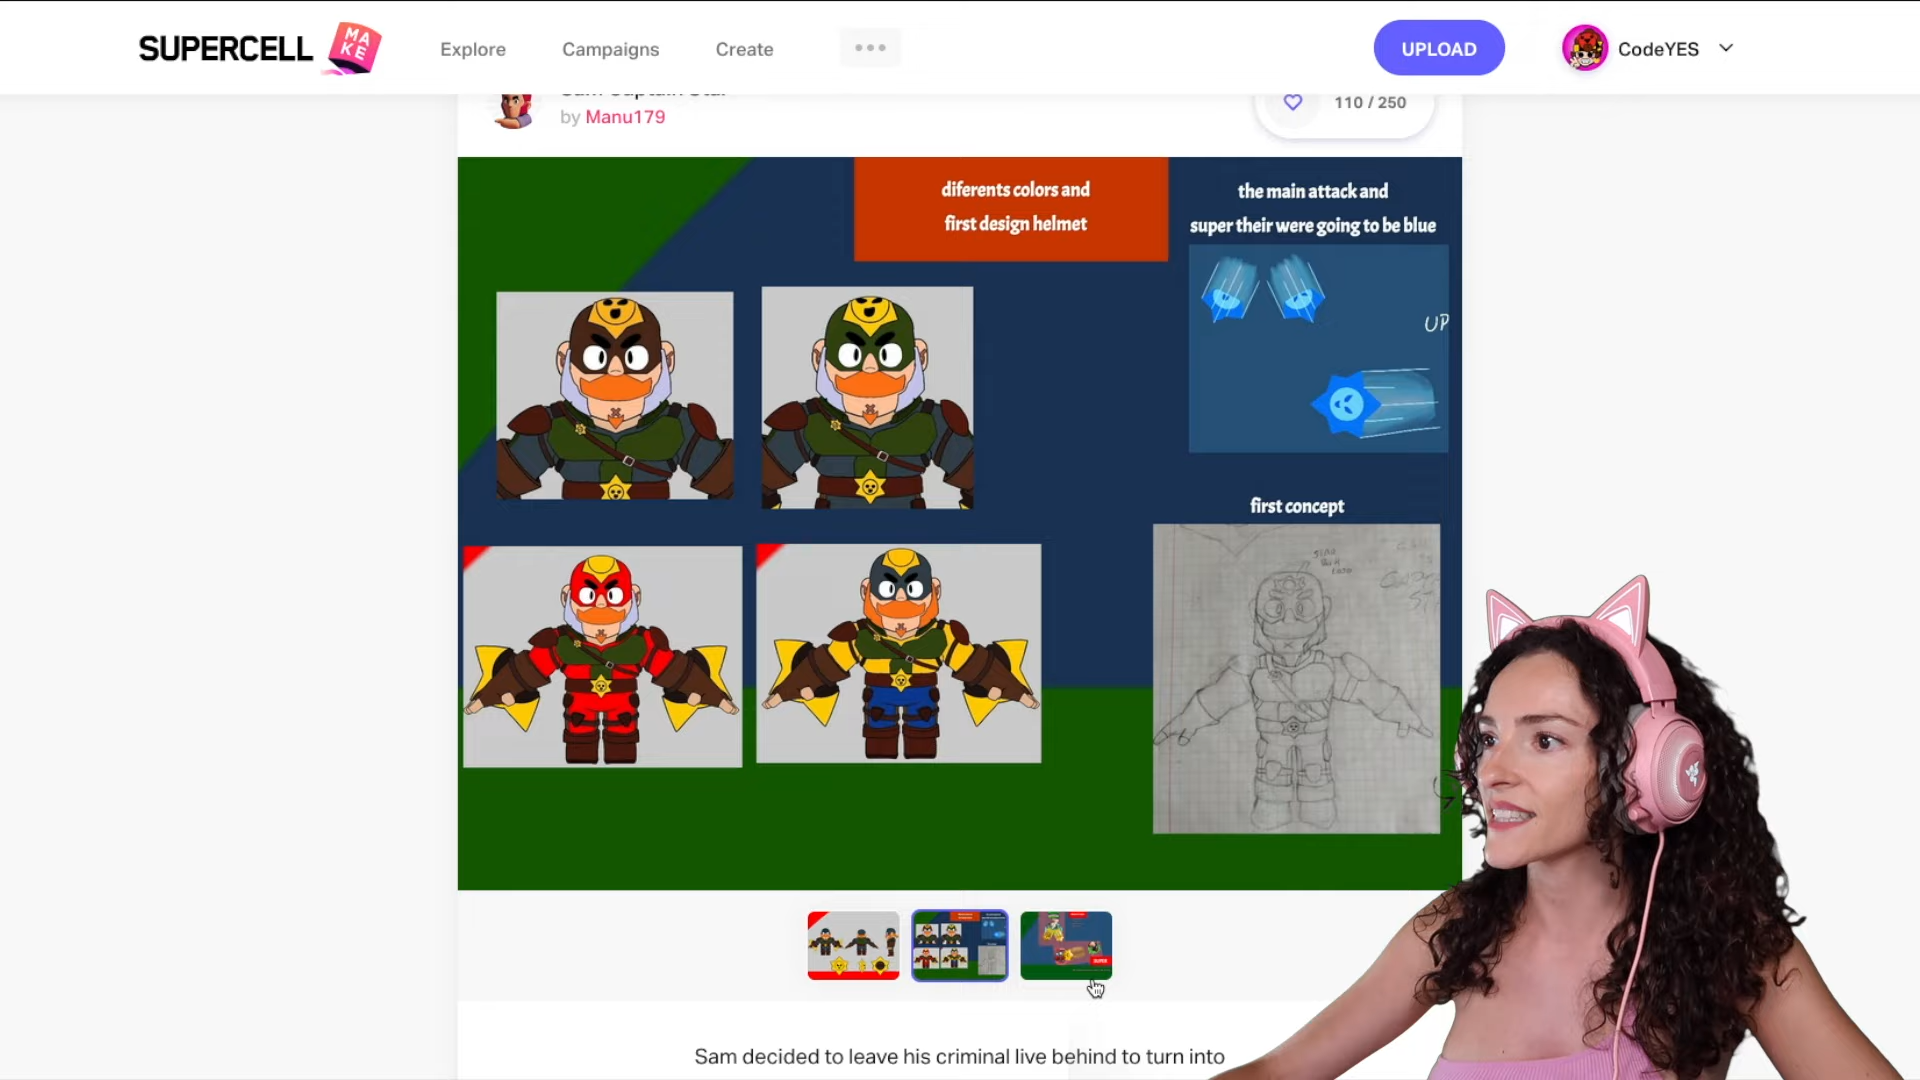 SUPERCELL
MAKE
Explore
Campaigns
Create
UPLOAD
CodeYES
by Manu179
110 / 250
diferents colors and
first design helmet
the main attack and
super their were going to be blue
UP
first concept
SUPER
Sam decided to leave his criminal live behind to turn into